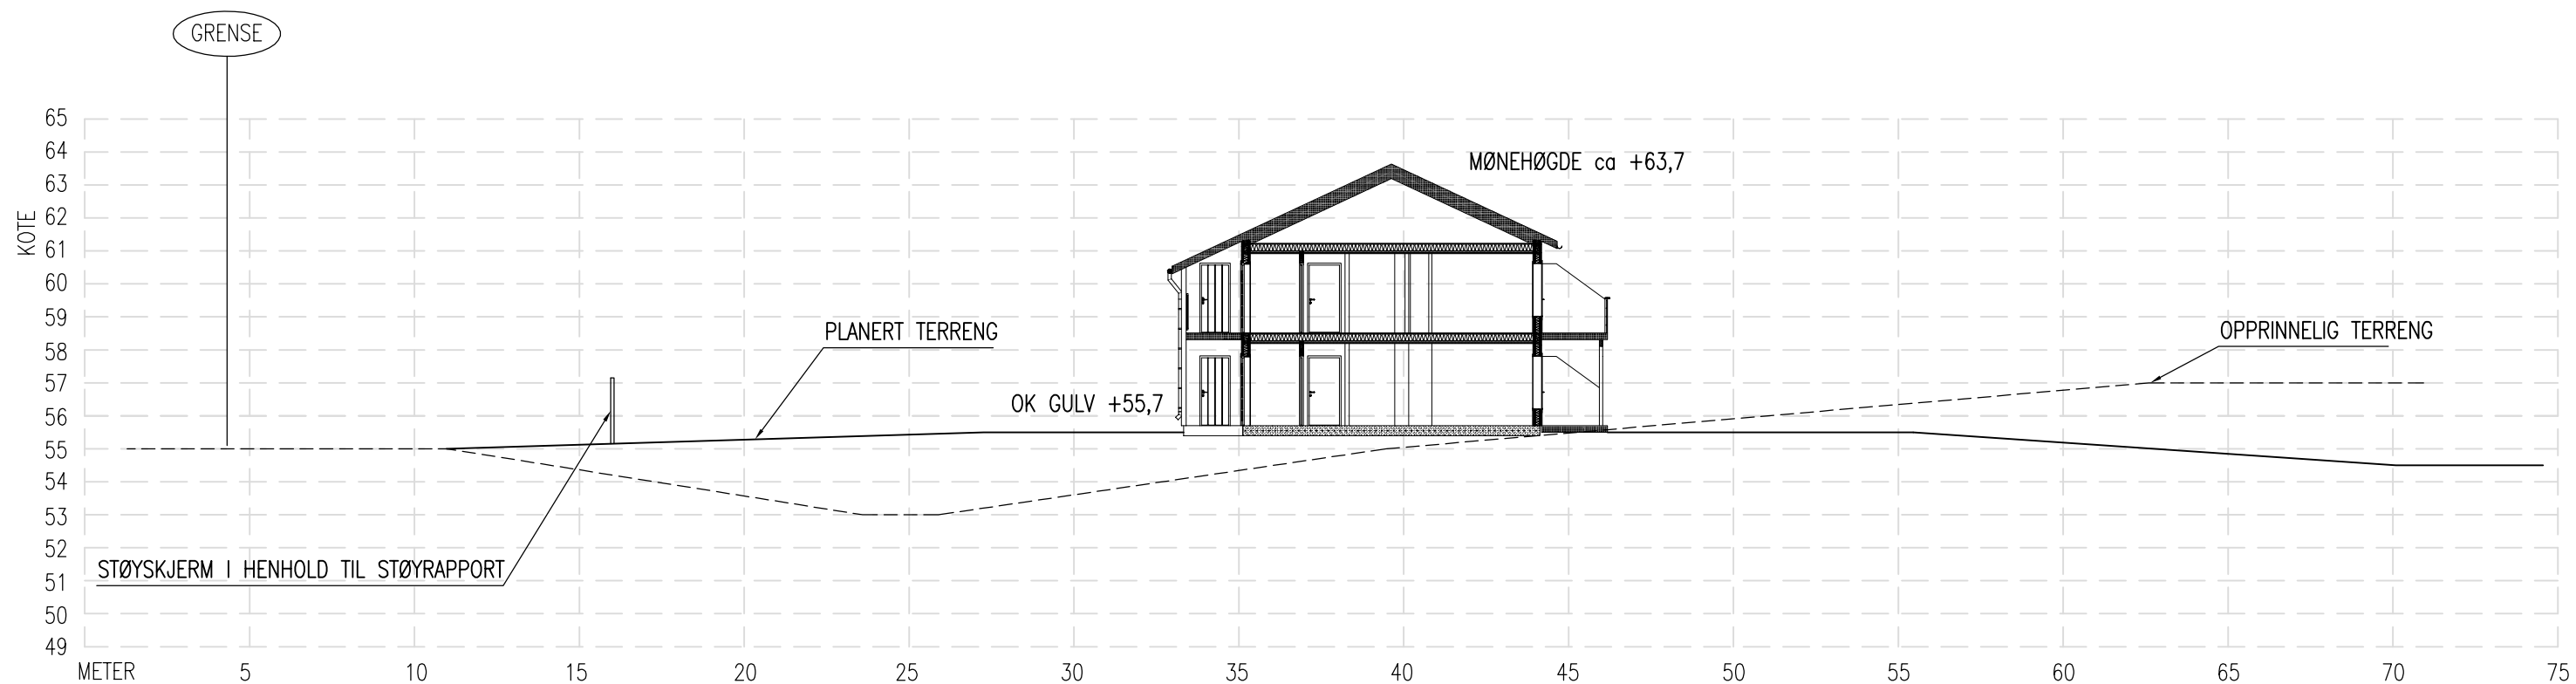 GRENSE
65
64
63
62
61
60
59
58
57
56
55
54
53
52
51
50
49
KOTE
MØNEHØGDE ca +63,7
PLANERT TERRENG
OPPRINNELIG TERRENG
OK GULV +55,7
STØYSKJERM I HENHOLD TIL STØYRAPPORT
METER 5 10 15 20 25 30 35 40 45 50 55 60 65 70 75